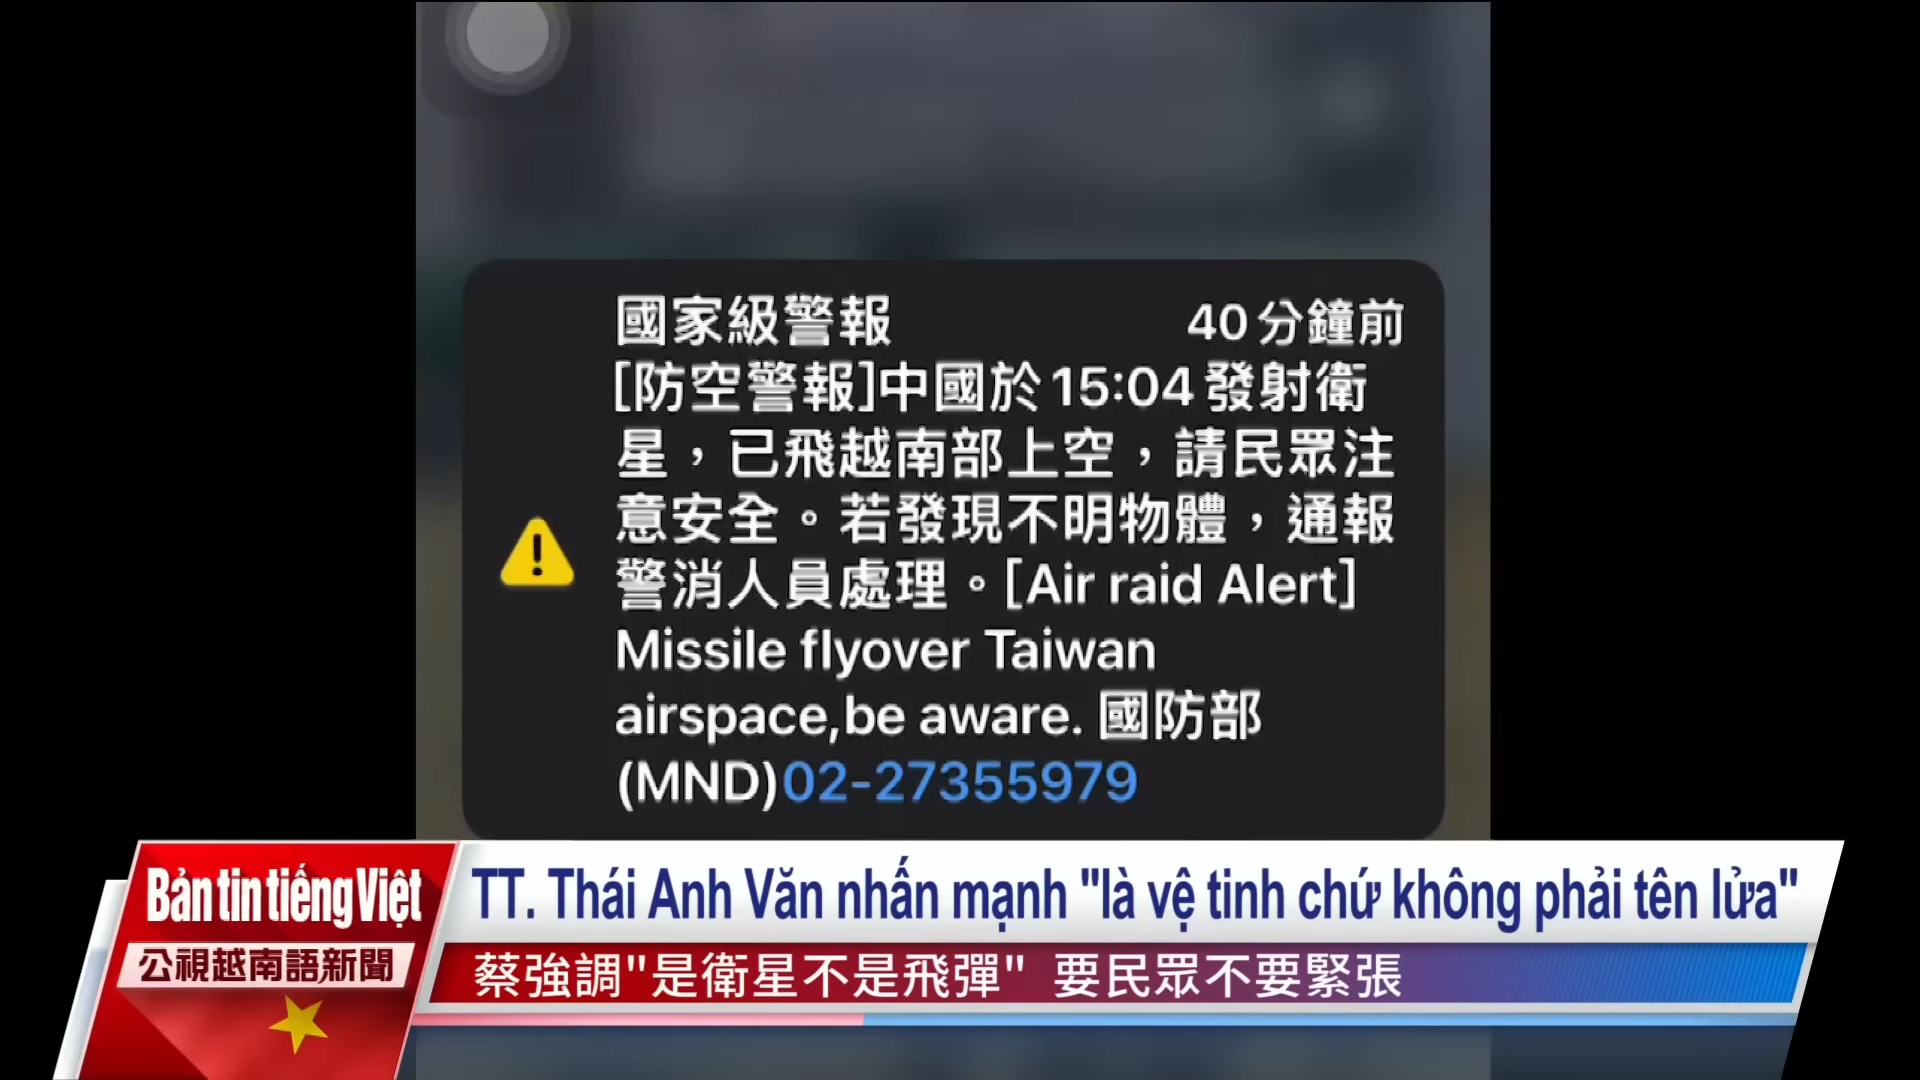 國家級警報 40分鐘前
[防空警報]中國於15:04發射衛
星，已飛越南部上空，請民眾注
意安全。若發現不明物體，通報
警消人員處理。[Air raid Alert]
Missile flyover Taiwan
airspace,be aware. 國防部
(MND)02-27355979
Bản tin tiếng Việt
公視越南語新聞
TT. Thái Anh Văn nhấn mạnh "là vệ tinh chứ không phải tên lửa"
蔡強調"是衛星不是飛彈" 要民眾不要緊張